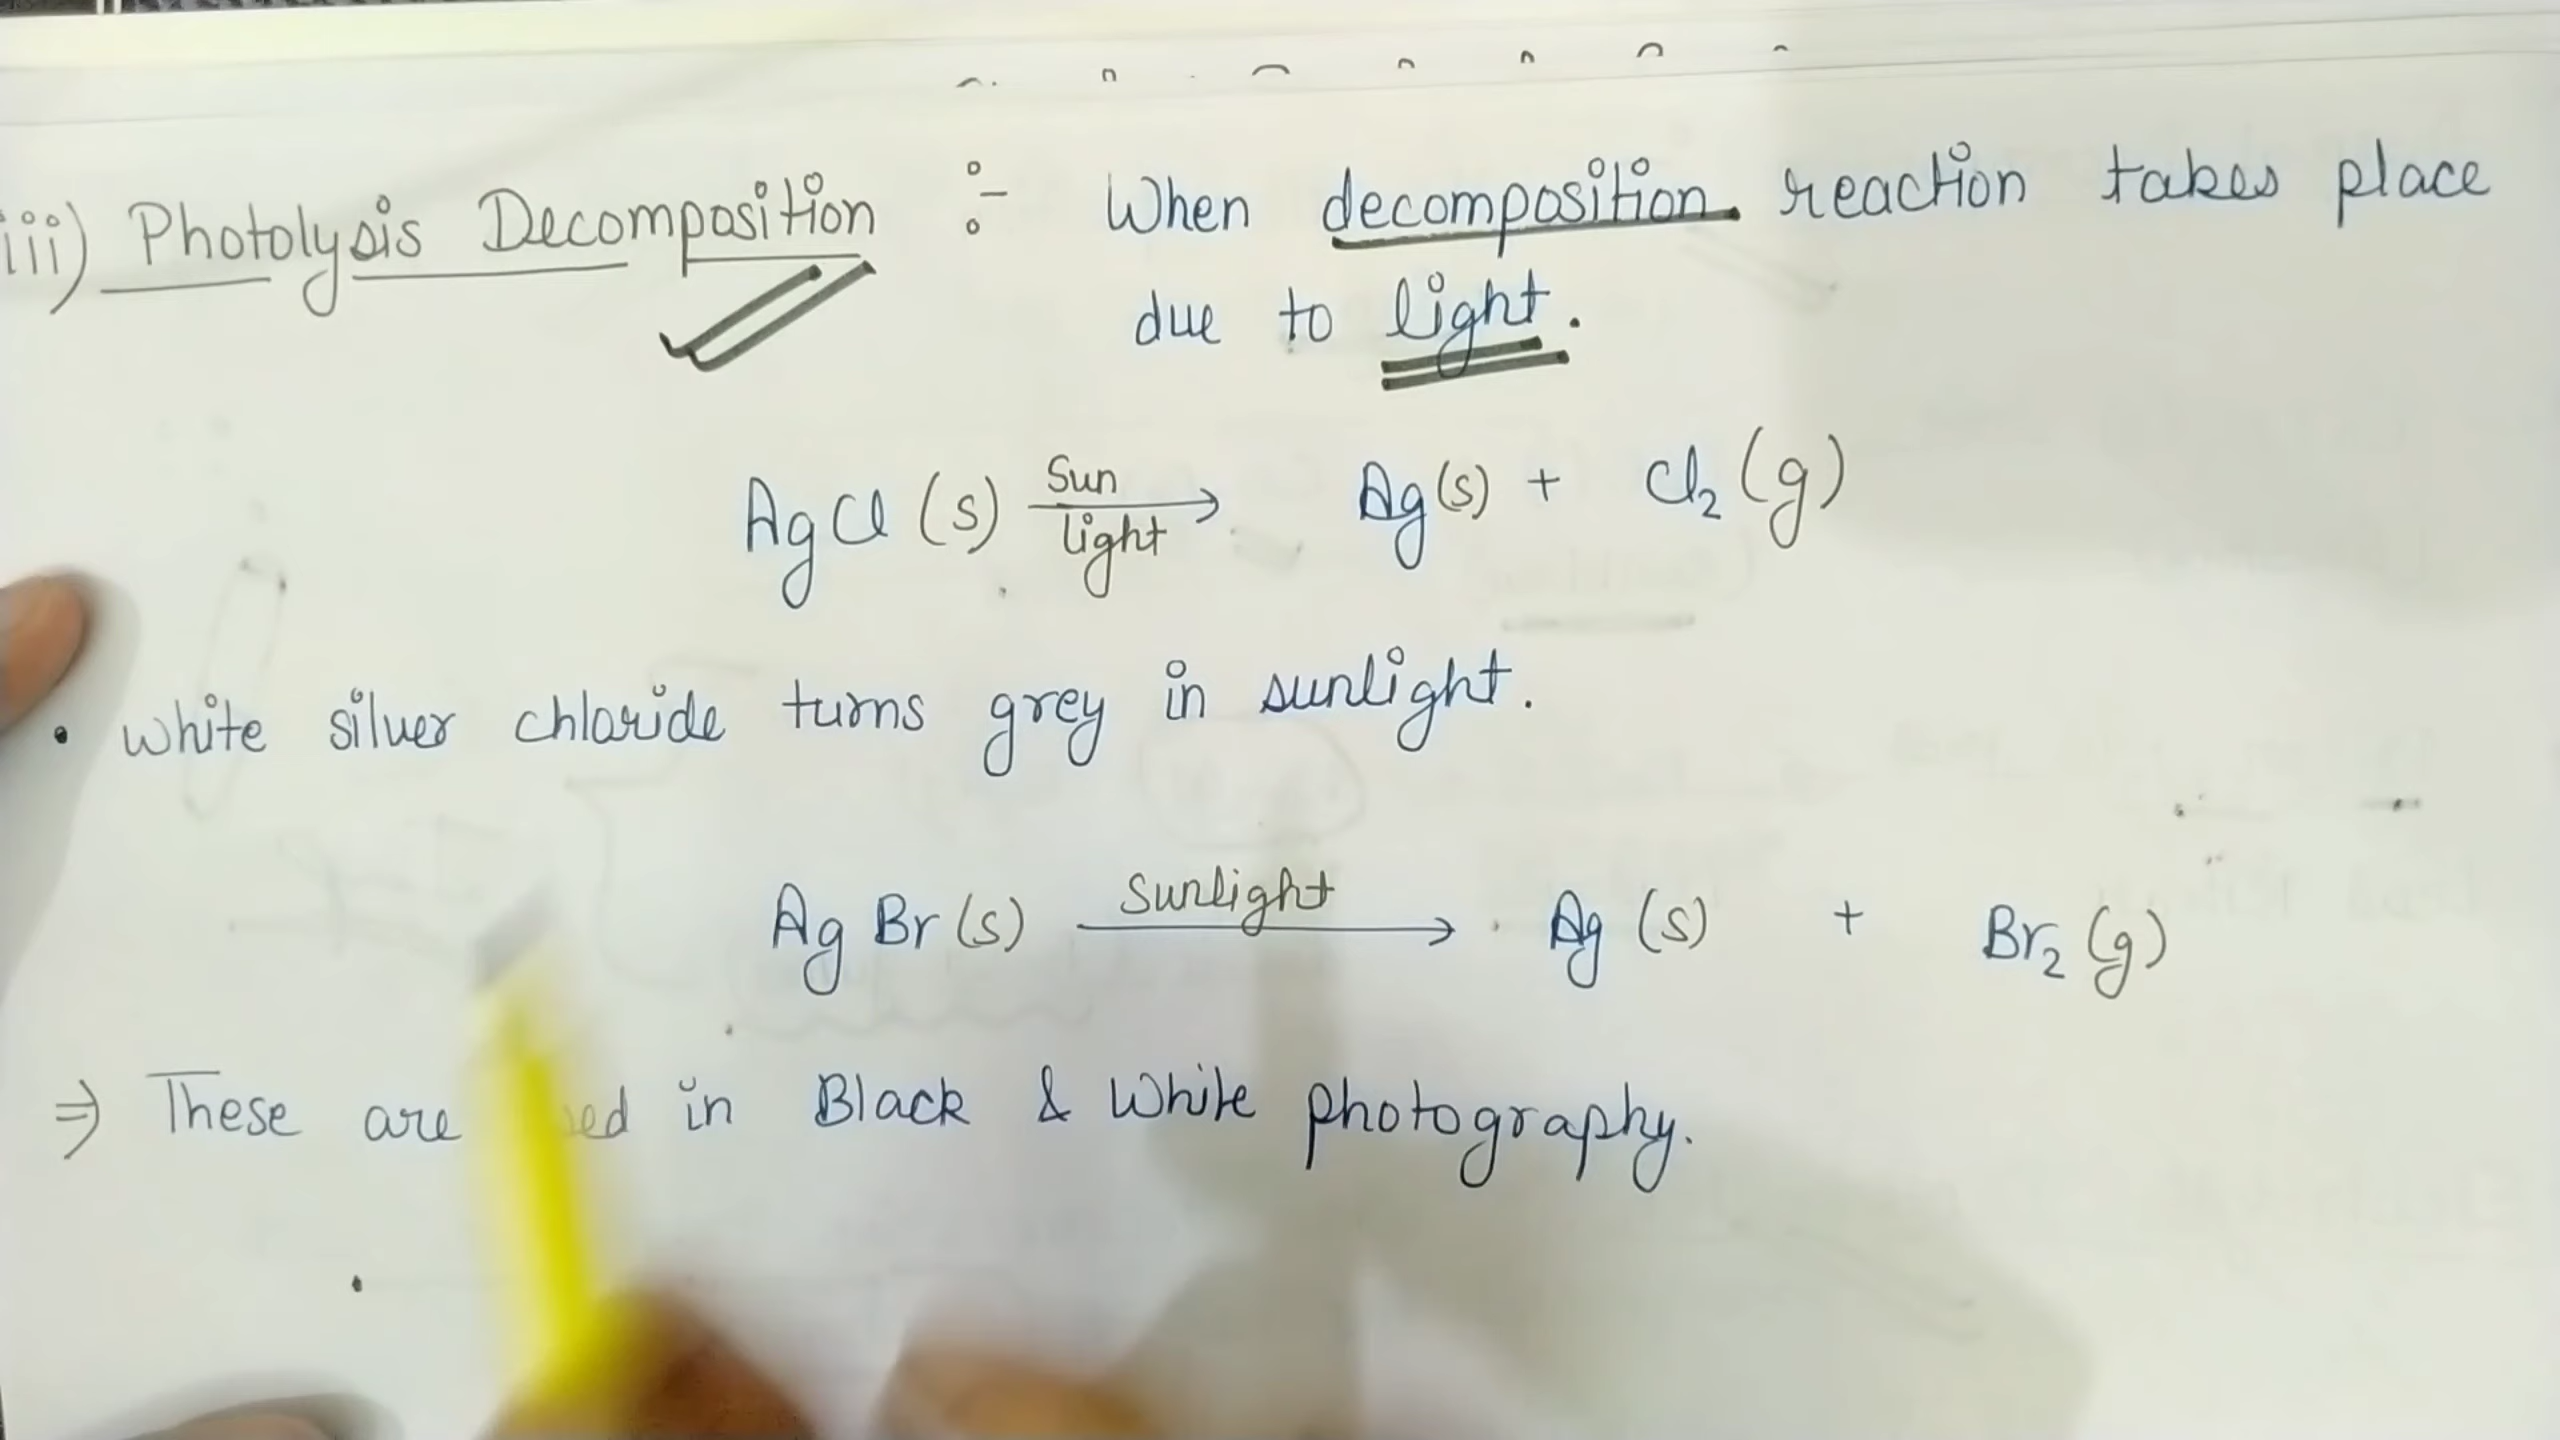 iii) Photolysis Decomposition :- When decomposition reaction takes place
due to light.
AgCl (s) Sun light → Ag(s) + Cl₂ (g)
• White silver chloride turns grey in sunlight.
AgBr (s) Sunlight → Ag (s) + Br₂ (g)
⇒ These are in Black & White photography.